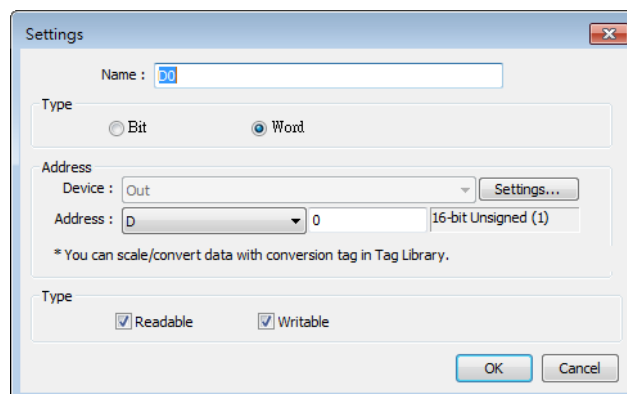 Settings
Name : D0
Type
Bit Word
Address
Device : Out Settings...
Address : D 0 16-bit Unsigned (1)
* You can scale/convert data with conversion tag in Tag Library.
Type
Readable Writable
OK Cancel